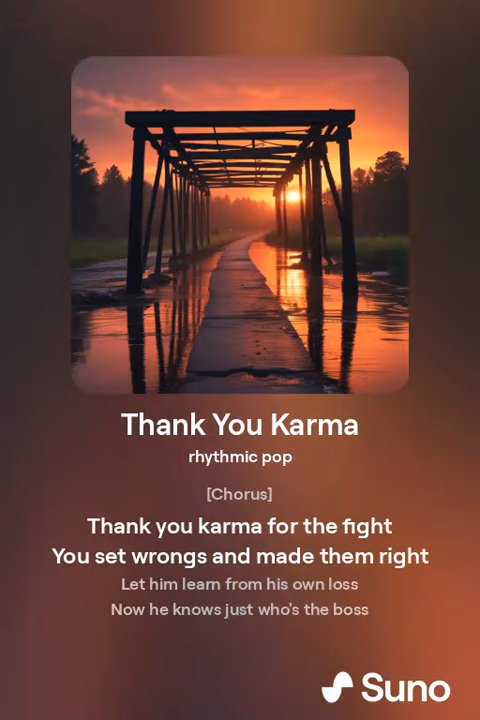 Thank You Karma
rhythmic pop
[Chorus]
Thank you karma for the fight
You set wrongs and made them right
Let him learn from his own loss
Now he knows just who's the boss
Suno